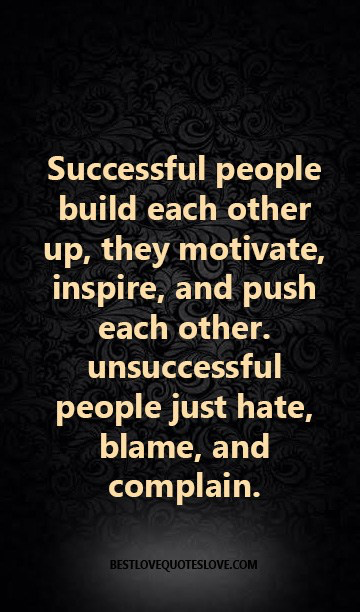 Successful people
build each other
up, they motivate,
inspire, and push
each other.
unsuccessful
people just hate,
blame, and
complain.
BESTLOVEQUOTESLOVE.COM